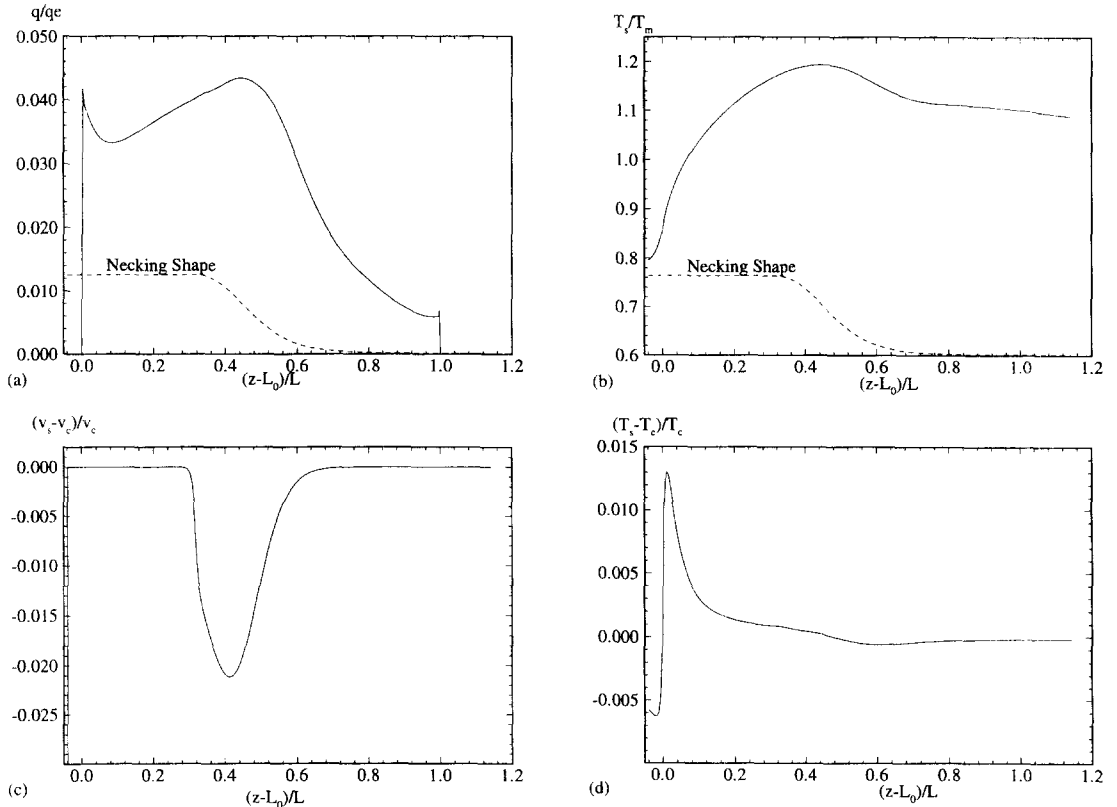 q/qe
0.050
0.040
0.030
0.020
0.010
0.000
Necking Shape
0.0 0.2 0.4 0.6 0.8 1.0 1.2
(a)
(z-L₀)/L
Tₛ/Tₘ
1.2
1.1
1.0
0.9
0.8
0.7
0.6
Necking Shape
0.0 0.2 0.4 0.6 0.8 1.0 1.2
(b)
(z-L₀)/L
(vₛ-v_c)/v_c
0.000
-0.005
-0.010
-0.015
-0.020
-0.025
0.0 0.2 0.4 0.6 0.8 1.0 1.2
(c)
(z-L₀)/L
(Tₛ-T_c)/T_c
0.015
0.010
0.005
0.000
-0.005
0.0 0.2 0.4 0.6 0.8 1.0 1.2
(d)
(z-L₀)/L